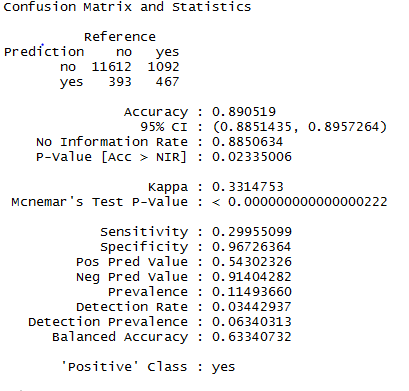 Confusion Matrix and Statistics
Reference
Prediction no yes
no 11612 1092
yes 393 467
Accuracy : 0.890519
95% CI : (0.8851435, 0.8957264)
No Information Rate : 0.8850634
P-Value [Acc > NIR] : 0.02335006
Kappa : 0.3314753
Mcnemar's Test P-Value : < 0.000000000000000222
Sensitivity : 0.29955099
Specificity : 0.96726364
Pos Pred Value : 0.54302326
Neg Pred Value : 0.91404282
Prevalence : 0.11493660
Detection Rate : 0.03442937
Detection Prevalence : 0.06340313
Balanced Accuracy : 0.63340732
'Positive' Class : yes